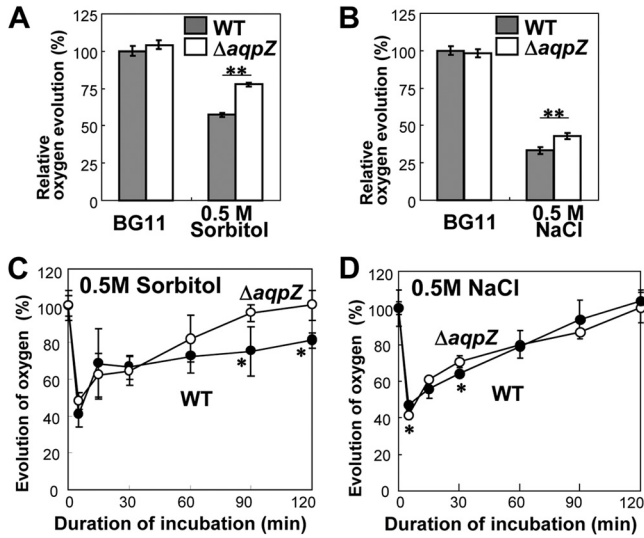 A
WT
ΔaqpZ
Relative
oxygen evolution (%)
125
100
75
50
25
**
BG11
0.5 M
Sorbitol
B
WT
ΔaqpZ
Relative
oxygen evolution (%)
125
100
75
50
25
**
BG11
0.5 M
NaCl
C
0.5M Sorbitol
ΔaqpZ
WT
Evolution of oxygen (%)
120
100
80
60
40
20
0
*
*
0 30 60 90 120
Duration of incubation (min)
D
0.5M NaCl
ΔaqpZ
WT
Evolution of oxygen (%)
120
100
80
60
40
20
0
*
*
0 30 60 90 120
Duration of incubation (min)